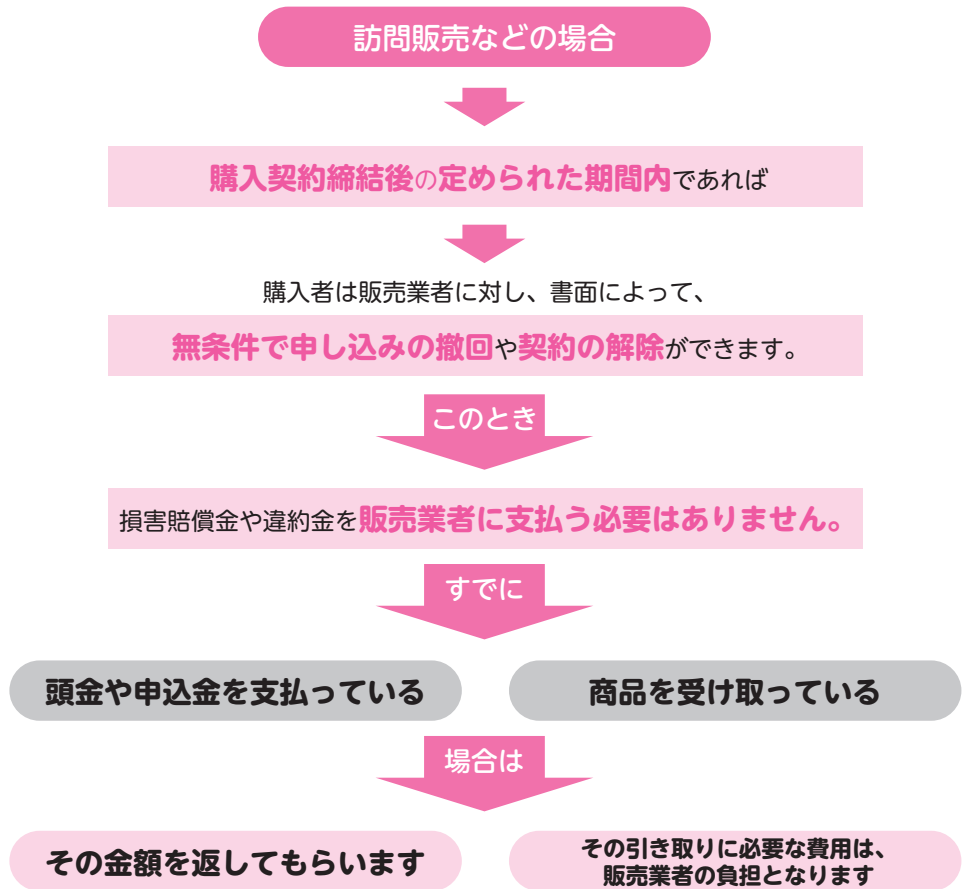 訪問販売などの場合
購入契約締結後の定められた期間内であれば
購入者は販売業者に対し、書面によって、
無条件で申し込みの撤回や契約の解除ができます。
このとき
損害賠償金や違約金を販売業者に支払う必要はありません。
すでに
頭金や申込金を支払っている
商品を受け取っている
場合は
その金額を返してもらいます
その引き取りに必要な費用は、
販売業者の負担となります